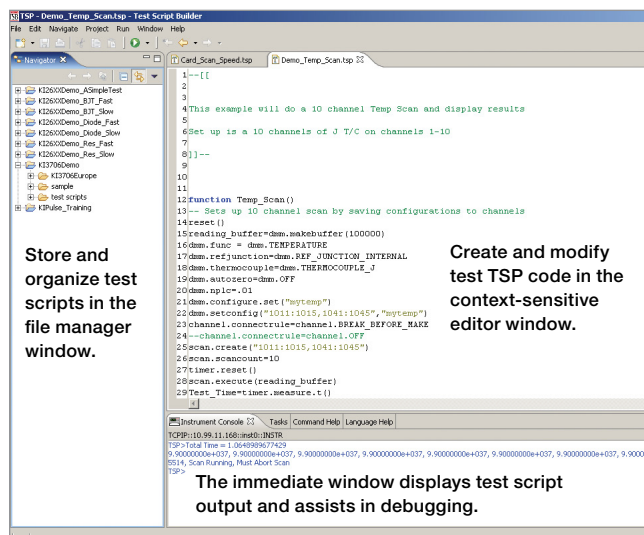 TSP - Demo_Temp_Scan.tsp - Test Script Builder
File Edit Navigate Project Run Window Help
Navigator
KI26XXDemo_ASimpleTest
KI26XXDemo_BJT_Fast
KI26XXDemo_BJT_Slow
KI26XXDemo_Diode_Fast
KI26XXDemo_Diode_Slow
KI26XXDemo_Res_Fast
KI26XXDemo_Res_Slow
KI3706Demo
KI3706Europe
sample
test scripts
KIPulse_Training
Store and
organize test
scripts in the
file manager
window.
Card_Scan_Speed.tsp Demo_Temp_Scan.tsp
1 --[[
2
3
4 This example will do a 10 channel Temp Scan and display results
5
6 Set up is a 10 channels of J T/C on channels 1-10
7
8 ]]--
9
10
11
12 function Temp_Scan()
13 -- Sets up 10 channel scan by saving configurations to channels
14 reset()
15 reading_buffer=dmm.makebuffer(100000)
16 dmm.func = dmm.TEMPERATURE
17 dmm.refjunction=dmm.REF_JUNCTION_INTERNAL
18 dmm.thermocouple=dmm.THERMOCOUPLE_J
19 dmm.autozero=dmm.OFF
20 dmm.nplc=.01
21 dmm.configure.set("mytemp")
22 dmm.setconfig("1011:1015,1041:1045","mytemp")
23 channel.connectrule=channel.BREAK_BEFORE_MAKE
24 --channel.connectrule=channel.OFF
25 scan.create("1011:1015,1041:1045")
26 scan.scancount=10
27 timer.reset()
28 scan.execute(reading_buffer)
29 Test_Time=timer.measure.t()
Create and modify
test TSP code in the
context-sensitive
editor window.
Instrument Console Tasks Command Help Language Help
TCPIP::10.99.11.168::inst0::INSTR
TSP>Total Time = 1.0648989677429
9.90000000e+037, 9.90000000e+037, 9.90000000e+037, 9.90000000e+037, 9.90000000e+037, 9.90000000e+037, 9.90000000e+037, 9.9000
5514, Scan Running, Must Abort Scan
TSP>
The immediate window displays test script
output and assists in debugging.